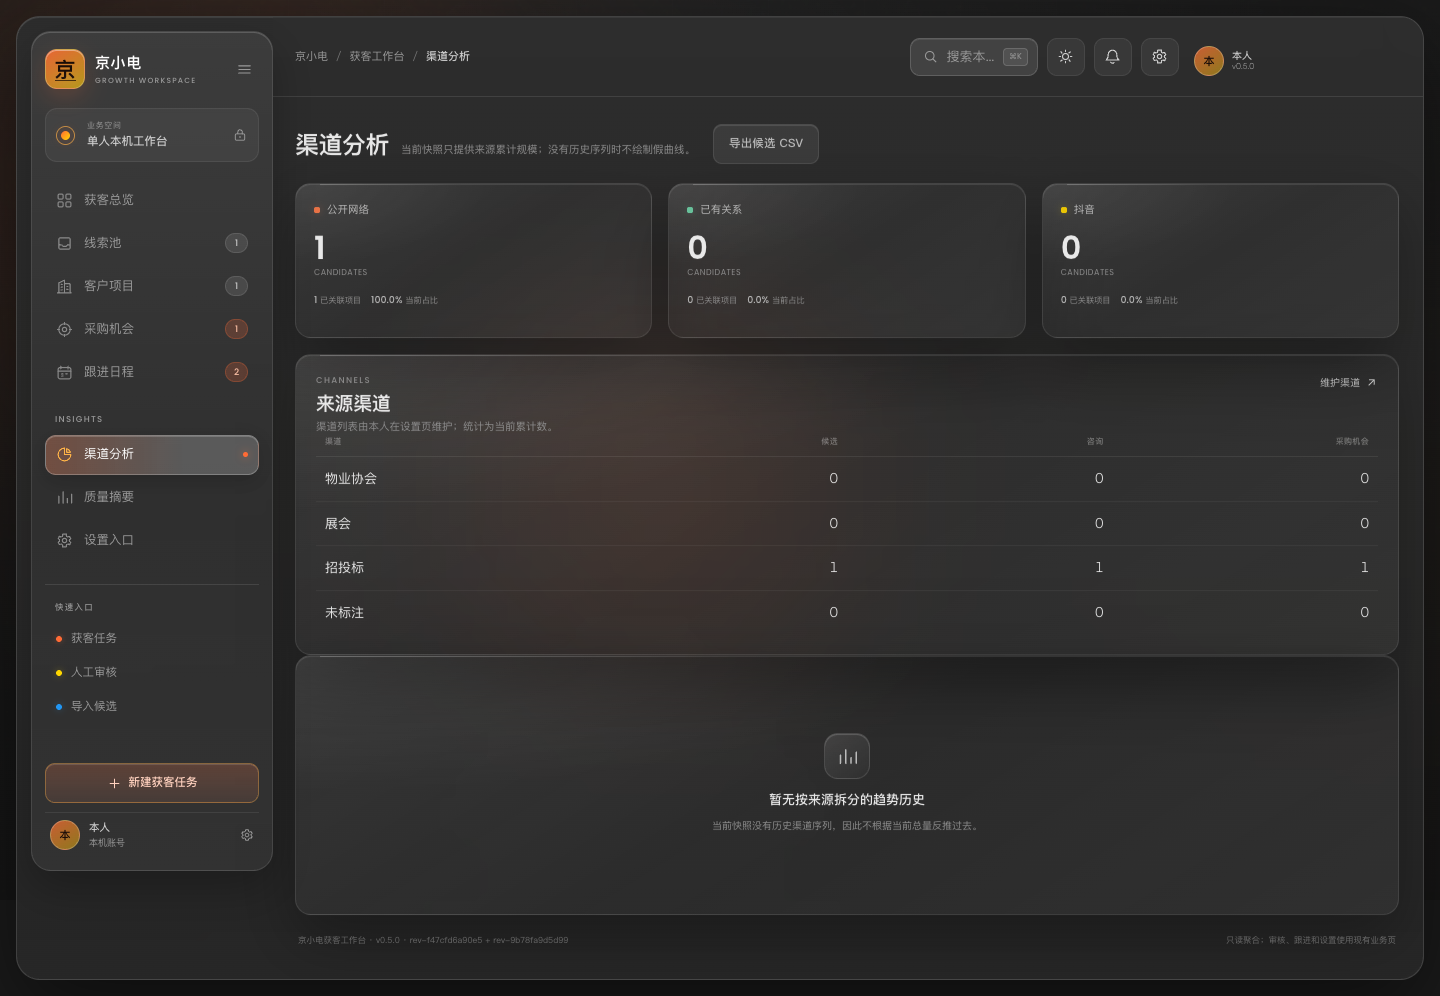 京
京小电
GROWTH WORKSPACE
业务空间
单人本机工作台
获客总览
线索池 1
客户项目 1
采购机会 1
跟进日程 2
INSIGHTS
渠道分析
质量摘要
设置入口
快速入口
获客任务
人工审核
导入候选
+ 新建获客任务
本
本人
本机账号
京小电 / 获客工作台 / 渠道分析
搜索本... ⌘K
本
本人
v0.5.0
渠道分析 当前快照只提供来源累计规模；没有历史序列时不绘制假曲线。
导出候选 CSV
公开网络
1
CANDIDATES
1 已关联项目 100.0% 当前占比
已有关系
0
CANDIDATES
0 已关联项目 0.0% 当前占比
抖音
0
CANDIDATES
0 已关联项目 0.0% 当前占比
CHANNELS
来源渠道
渠道列表由本人在设置页维护；统计为当前累计数。
维护渠道
渠道 候选 咨询 采购机会
物业协会 0 0 0
展会 0 0 0
招投标 1 1 1
未标注 0 0 0
暂无按来源拆分的趋势历史
当前快照没有历史渠道序列，因此不根据当前总量反推过去。
京小电获客工作台 · v0.5.0 · rev-f47cfd6a90e5 + rev-9b78fa9d5d99
只读聚合；审核、跟进和设置使用现有业务页